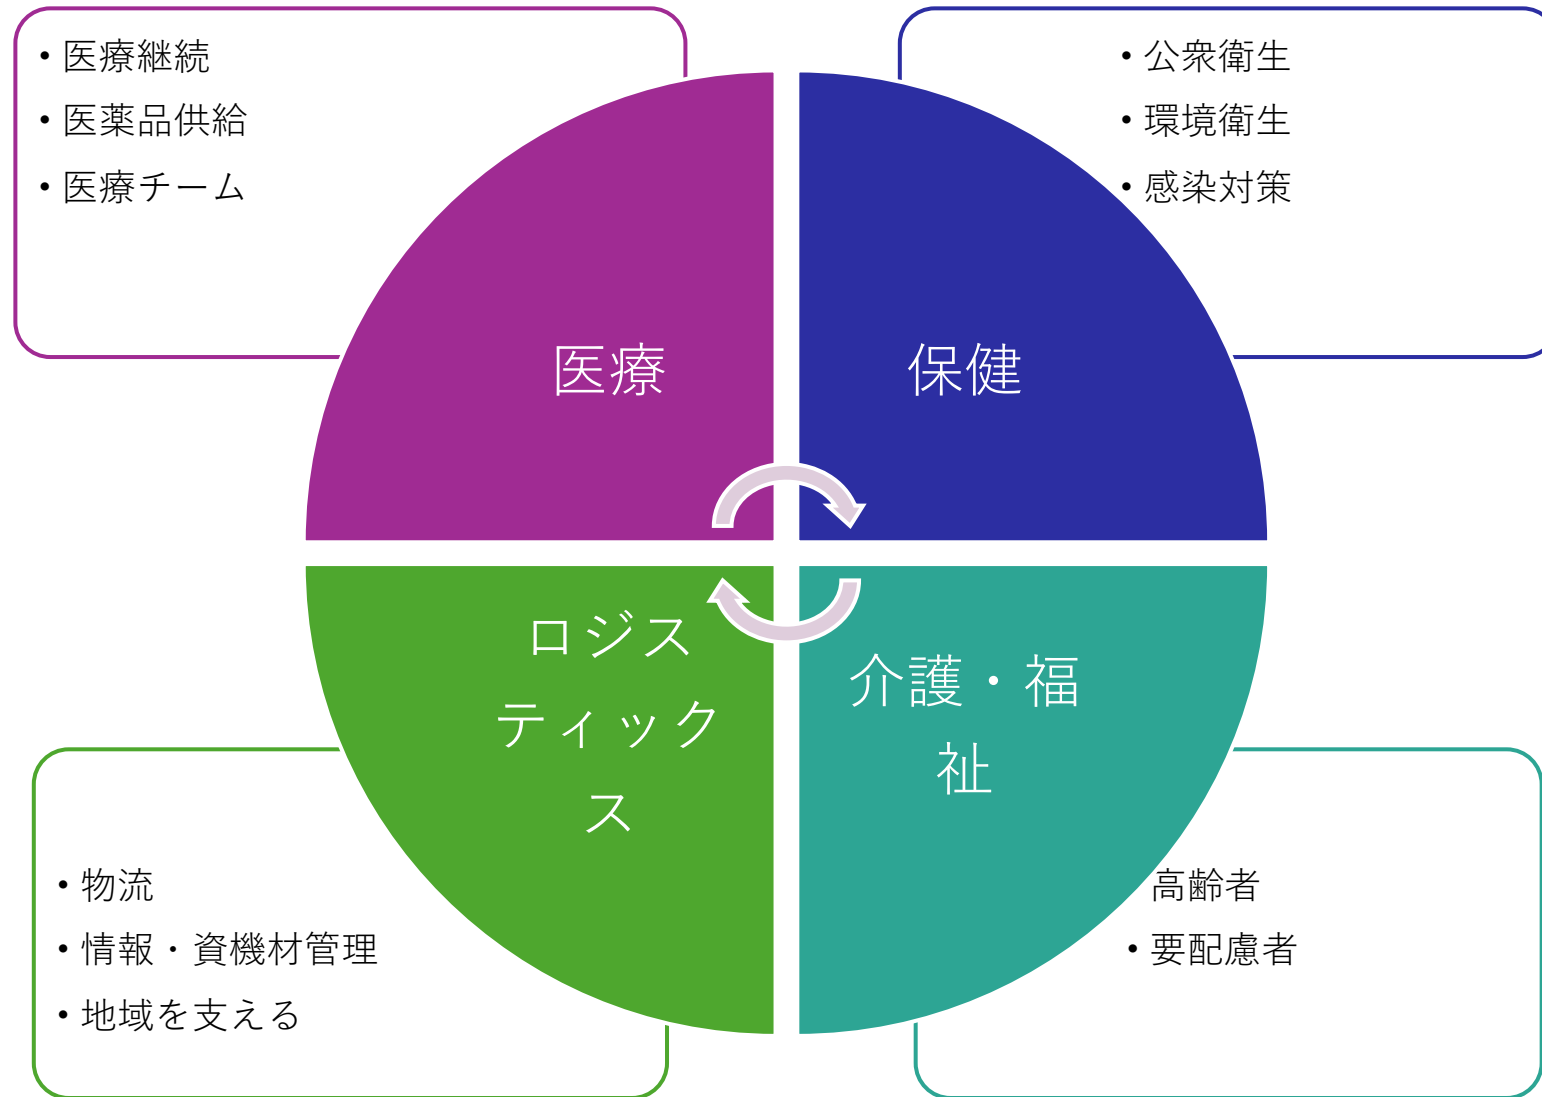 • 医療継続
• 医薬品供給
• 医療チーム
• 公衆衛生
• 環境衛生
• 感染対策
医療
保健
ロジス
ティック
ス
介護・福
祉
• 物流
• 情報・資機材管理
• 地域を支える
高齢者
• 要配慮者